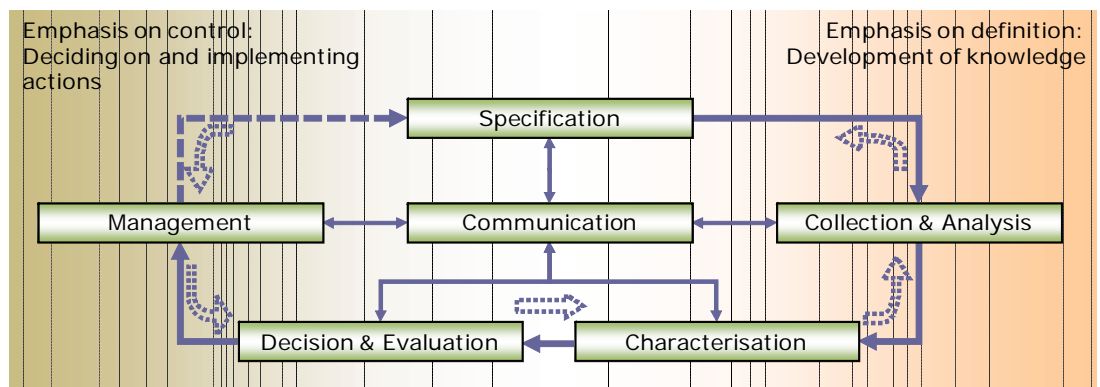 Emphasis on control:
Deciding on and implementing
actions
Emphasis on definition:
Development of knowledge
Specification
Management
Communication
Collection & Analysis
Decision & Evaluation
Characterisation